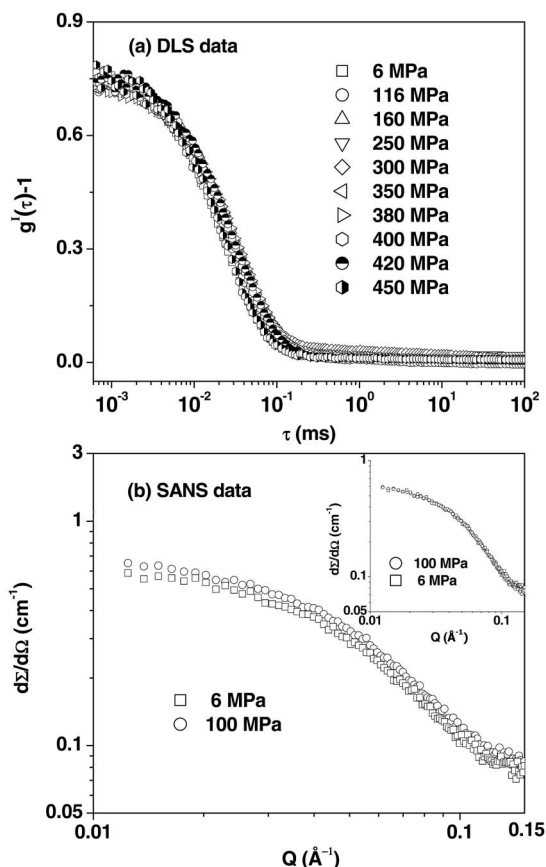 (a) DLS data
0.9
0.6
0.3
0.0
g^I(τ)-1
6 MPa
116 MPa
160 MPa
250 MPa
300 MPa
350 MPa
380 MPa
400 MPa
420 MPa
450 MPa
10⁻³ 10⁻² 10⁻¹ 10⁰ 10¹ 10²
τ (ms)
(b) SANS data
3
1
0.1
0.05
dΣ/dΩ (cm⁻¹)
1
0.1
0.05
dΣ/dΩ (cm⁻¹)
100 MPa
6 MPa
0.01 0.1
Q (Å⁻¹)
6 MPa
100 MPa
0.01 0.1 0.15
Q (Å⁻¹)